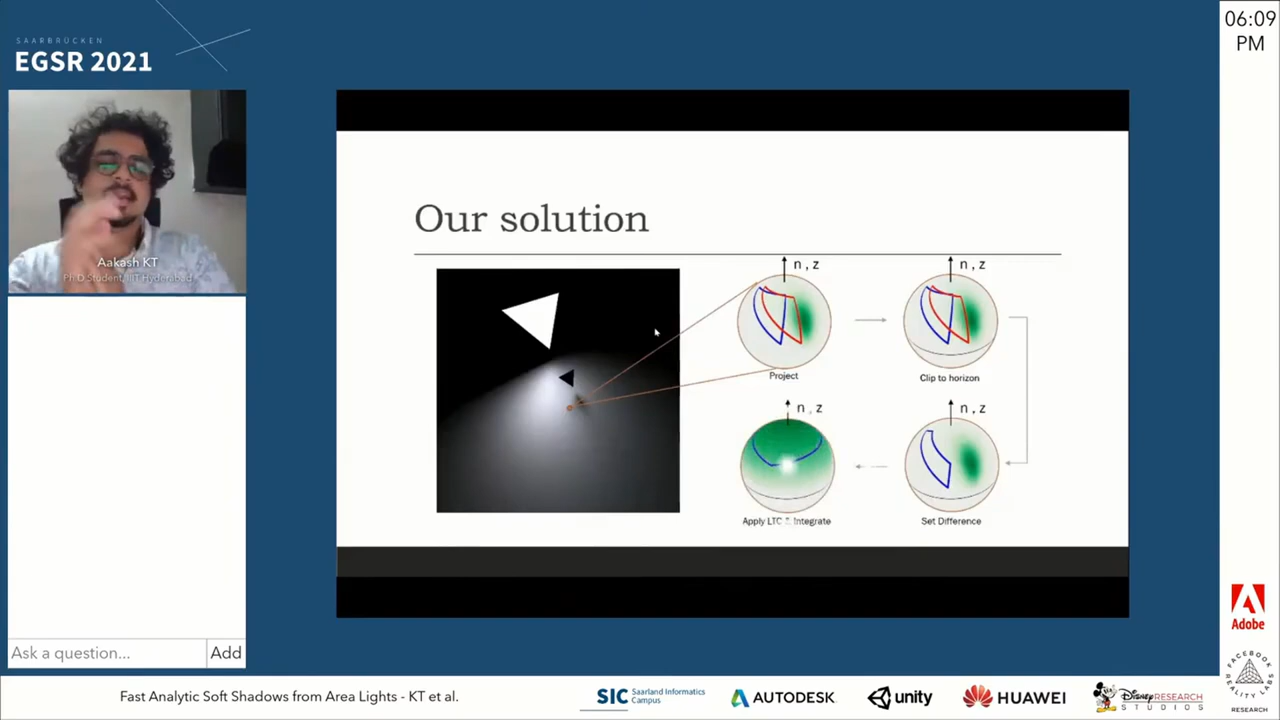 SAARBRÜCKEN
EGSR 2021
06:09
PM
Aakash KT
PhD Student, IIIT Hyderabad
Our solution
n , z
n , z
Project
Clip to horizon
n , z
n , z
Apply LTC & Integrate
Set Difference
Ask a question...
Add
Adobe
FACEBOOK
REALITY LABS
RESEARCH
Fast Analytic Soft Shadows from Area Lights - KT et al.
SIC Saarland Informatics
Campus
AUTODESK
unity
HUAWEI
Disney RESEARCH
STUDIOS